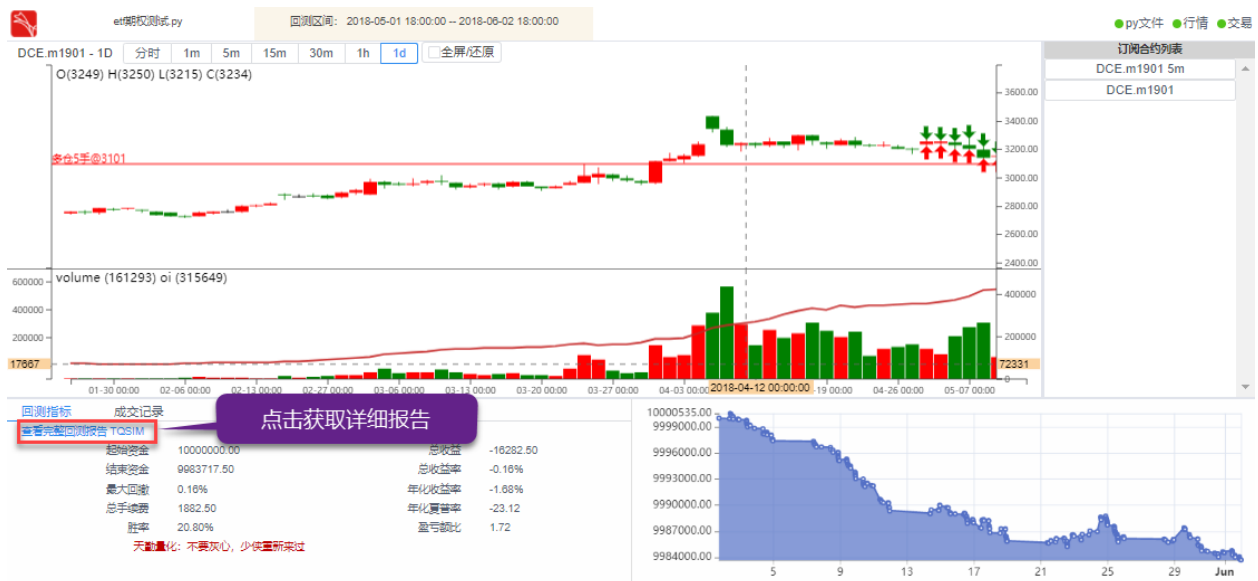 etf期权测试.py
回测区间: 2018-05-01 18:00:00 -- 2018-06-02 18:00:00
py文件 行情 交易
DCE.m1901 - 1D 分时 1m 5m 15m 30m 1h 1d 全屏/还原
订阅合约列表
DCE.m1901 5m
DCE.m1901
O(3249) H(3250) L(3215) C(3234)
3600.00
3400.00
3200.00
3000.00
2800.00
2600.00
2400.00
多仓5手@3101
volume (161293) oi (315649)
600000
400000
200000
17667
400000
200000
72331
0
01-30 00:00 02-06 00:00 02-13 00:00 02-27 00:00 03-06 00:00 03-13 00:00 03-20 00:00 03-27 00:00 04-03 00:00 2018-04-12 00:00:00 -19 00:00 04-26 00:00 05-07 00:00
回测指标 成交记录
查看完整回测报告 TQSIM
点击获取详细报告
起始资金 10000000.00 总收益 -16282.50
结束资金 9983717.50 总收益率 -0.16%
最大回撤 0.16% 年化收益率 -1.68%
总手续费 1882.50 年化夏普率 -23.12
胜率 20.80% 盈亏额比 1.72
天勤量化: 不要灰心，少侠重新来过
10000535.00
9999000.00
9996000.00
9993000.00
9990000.00
9987000.00
9984000.00
5 9 13 17 21 25 29 Jun